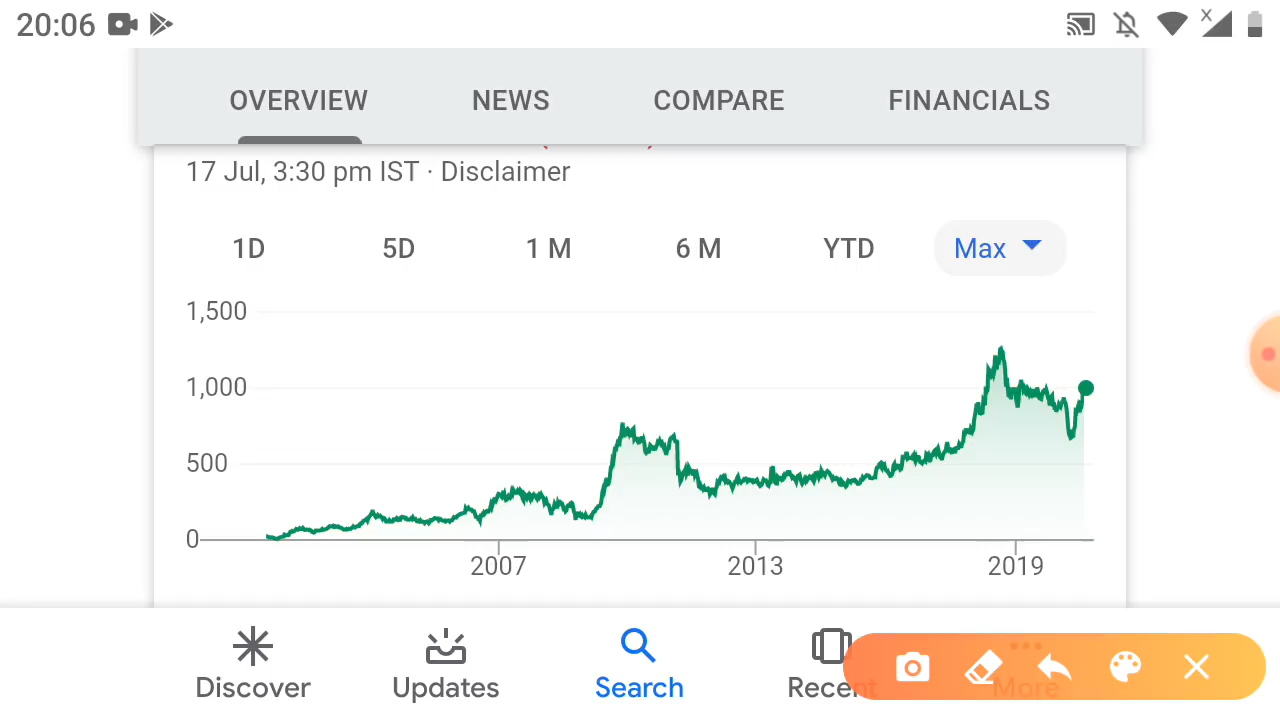 20:06
X
OVERVIEW NEWS COMPARE FINANCIALS
17 Jul, 3:30 pm IST · Disclaimer
1D 5D 1 M 6 M YTD Max
1,500
1,000
500
0
2007 2013 2019
Discover Updates Search Recent More